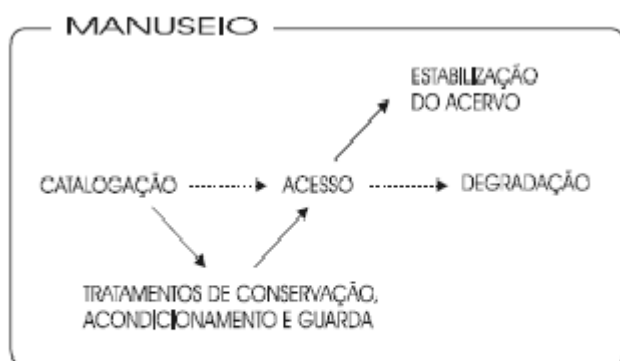 MANUSEIO
ESTABILIZAÇÃO
DO ACERVO
CATALOGAÇÃO
ACESSO
DEGRADAÇÃO
TRATAMENTOS DE CONSERVAÇÃO,
ACONDICIONAMENTO E GUARDA